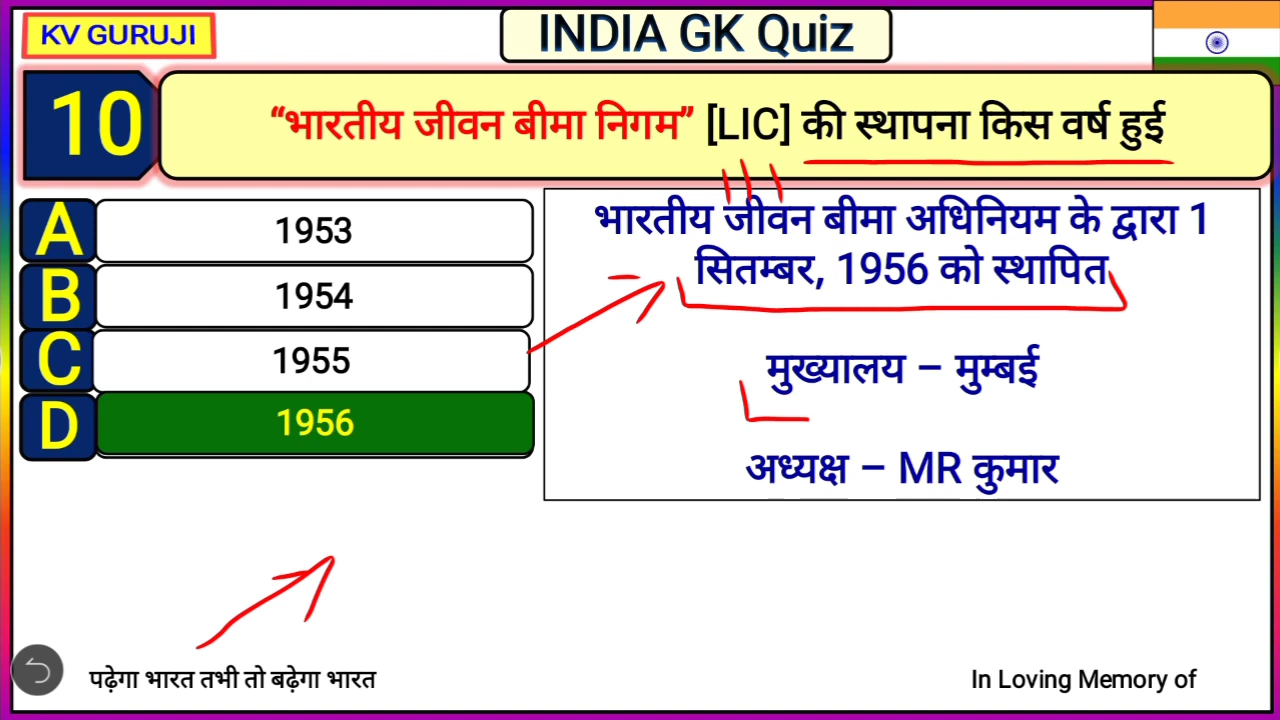 KV GURUJI
INDIA GK Quiz
10
“भारतीय जीवन बीमा निगम” [LIC] की स्थापना किस वर्ष हुई
A
1953
B
1954
C
1955
D
1956
भारतीय जीवन बीमा अधिनियम के द्वारा 1
सितम्बर, 1956 को स्थापित
मुख्यालय – मुम्बई
अध्यक्ष – MR कुमार
पढ़ेगा भारत तभी तो बढ़ेगा भारत
In Loving Memory of